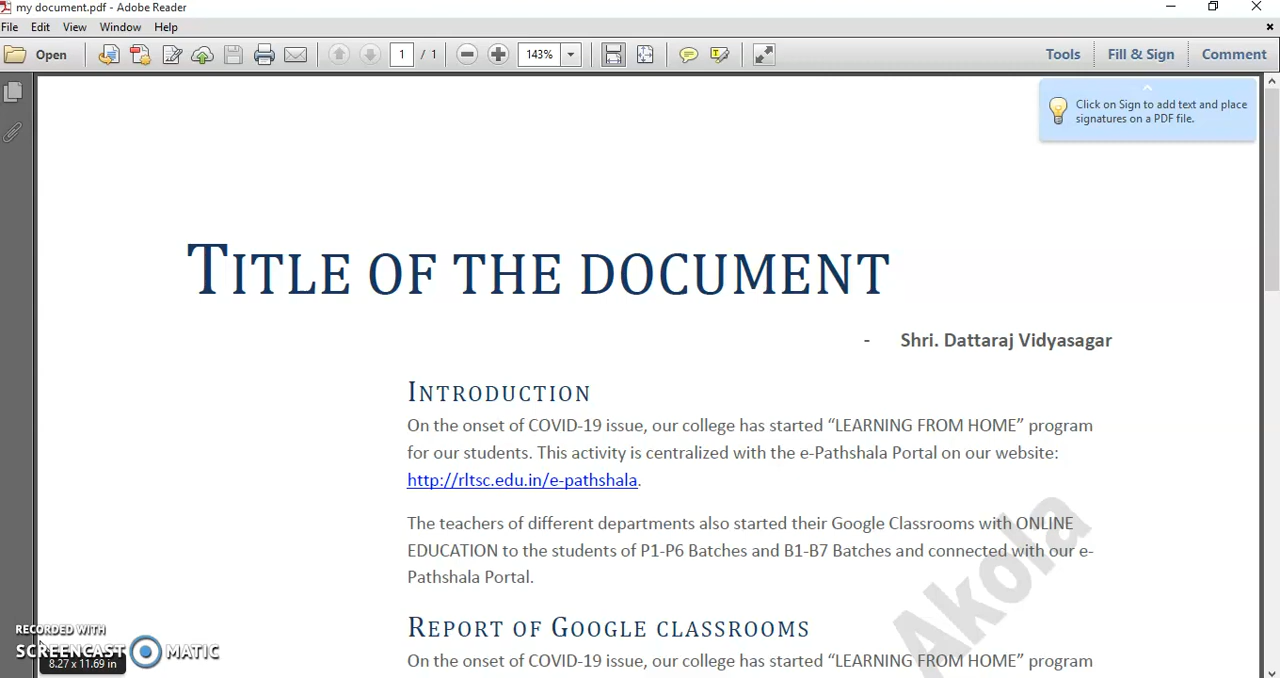 my document.pdf - Adobe Reader
File Edit View Window Help
Open 1 / 1 143% Tools Fill & Sign Comment
Click on Sign to add text and place
signatures on a PDF file.
TITLE OF THE DOCUMENT
- Shri. Dattaraj Vidyasagar
INTRODUCTION
On the onset of COVID-19 issue, our college has started “LEARNING FROM HOME” program
for our students. This activity is centralized with the e-Pathshala Portal on our website:
http://rltsc.edu.in/e-pathshala.
The teachers of different departments also started their Google Classrooms with ONLINE
EDUCATION to the students of P1-P6 Batches and B1-B7 Batches and connected with our e-
Pathshala Portal.
Akola
REPORT OF GOOGLE CLASSROOMS
On the onset of COVID-19 issue, our college has started “LEARNING FROM HOME” program
RECORDED WITH
SCREENCAST MATIC
8.27 x 11.69 in